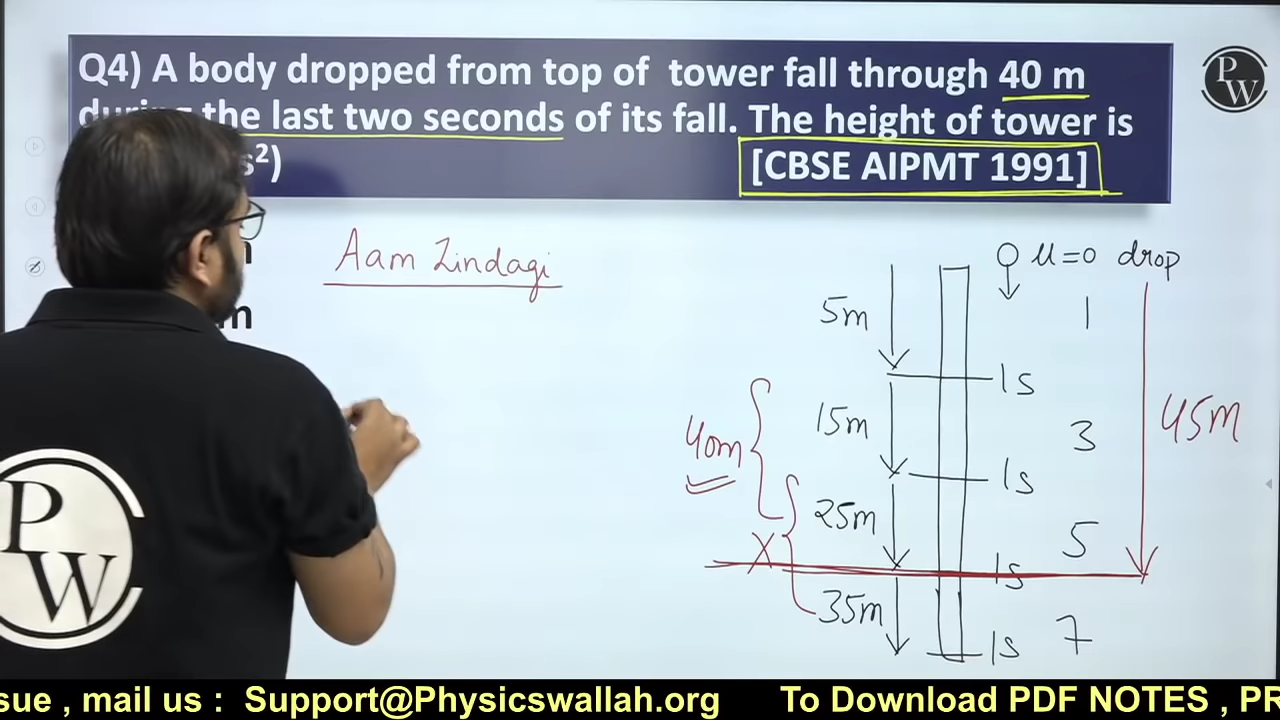 Q4) A body dropped from top of tower fall through 40 m
the last two seconds of its fall. The height of tower is
s²)
[CBSE AIPMT 1991]
P
W
Aam Zindagi
u=0 drop
m
5m
1
1s
15m
3
45m
40m
1s
25m
5
X
1s
35m
7
1s
P
W
sue , mail us : Support@Physicswallah.org To Download PDF NOTES , PR